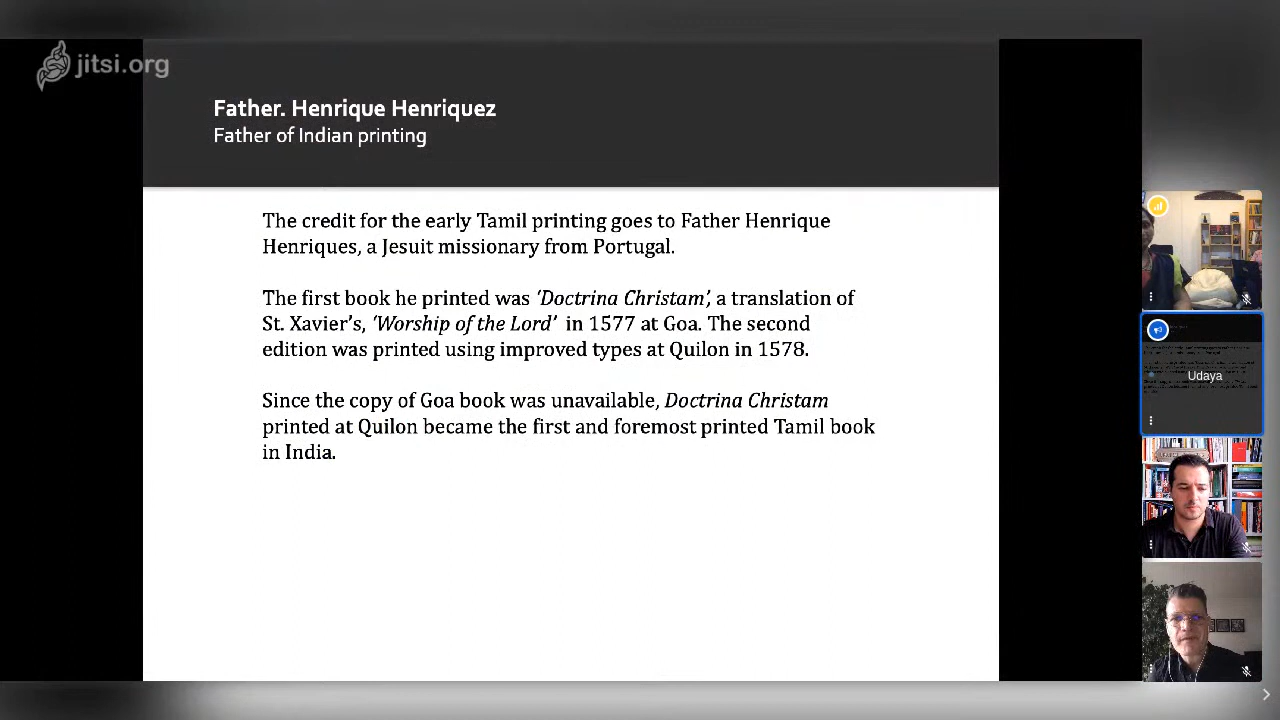 jitsi.org
Father. Henrique Henriquez
Father of Indian printing
The credit for the early Tamil printing goes to Father Henrique
Henriques, a Jesuit missionary from Portugal.
The first book he printed was ‘Doctrina Christam’, a translation of
St. Xavier’s, ‘Worship of the Lord’ in 1577 at Goa. The second
edition was printed using improved types at Quilon in 1578.
Since the copy of Goa book was unavailable, Doctrina Christam
printed at Quilon became the first and foremost printed Tamil book
in India.
Udaya